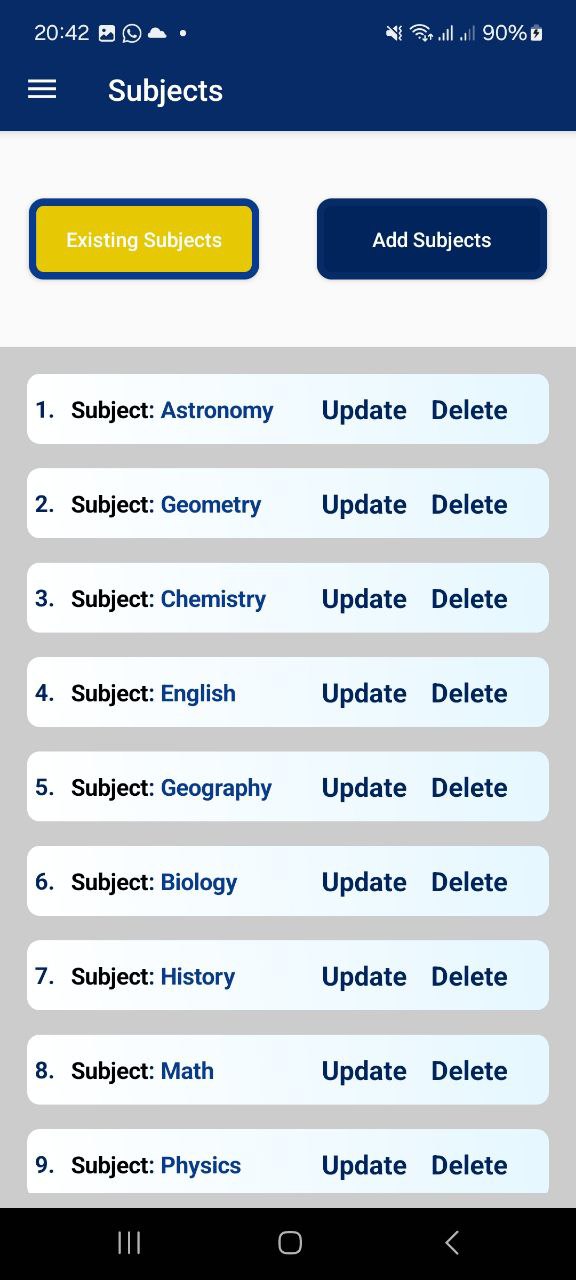 20:42 90%
Subjects
Existing Subjects Add Subjects
1. Subject: Astronomy Update Delete
2. Subject: Geometry Update Delete
3. Subject: Chemistry Update Delete
4. Subject: English Update Delete
5. Subject: Geography Update Delete
6. Subject: Biology Update Delete
7. Subject: History Update Delete
8. Subject: Math Update Delete
9. Subject: Physics Update Delete